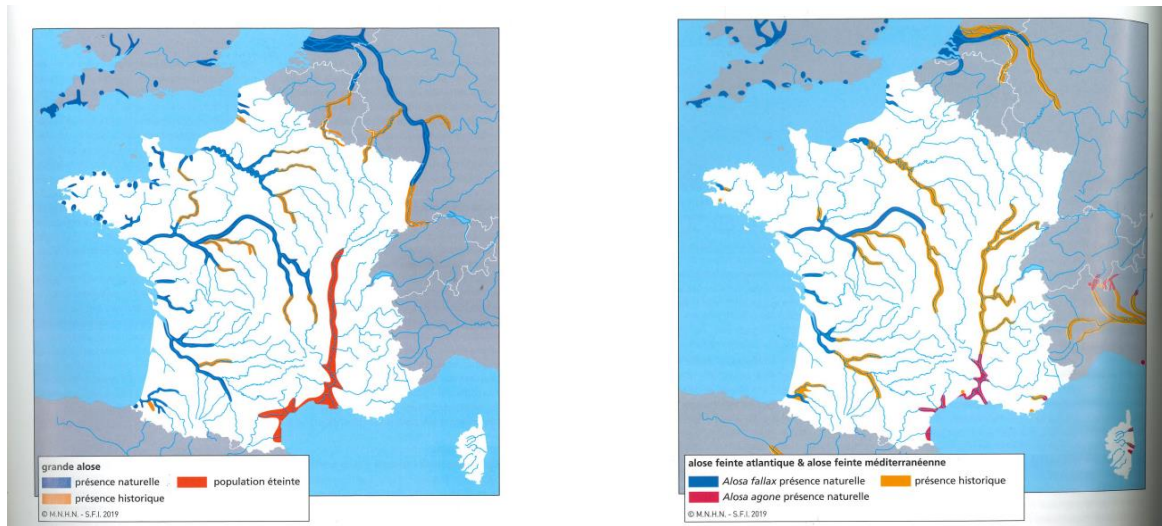 grande alose
présence naturelle
population éteinte
présence historique
© M.N.H.N. - S.F.I. 2019
alose feinte atlantique & alose feinte méditerranéenne
Alosa fallax présence naturelle
présence historique
Alosa agone présence naturelle
© M.N.H.N. - S.F.I. 2019